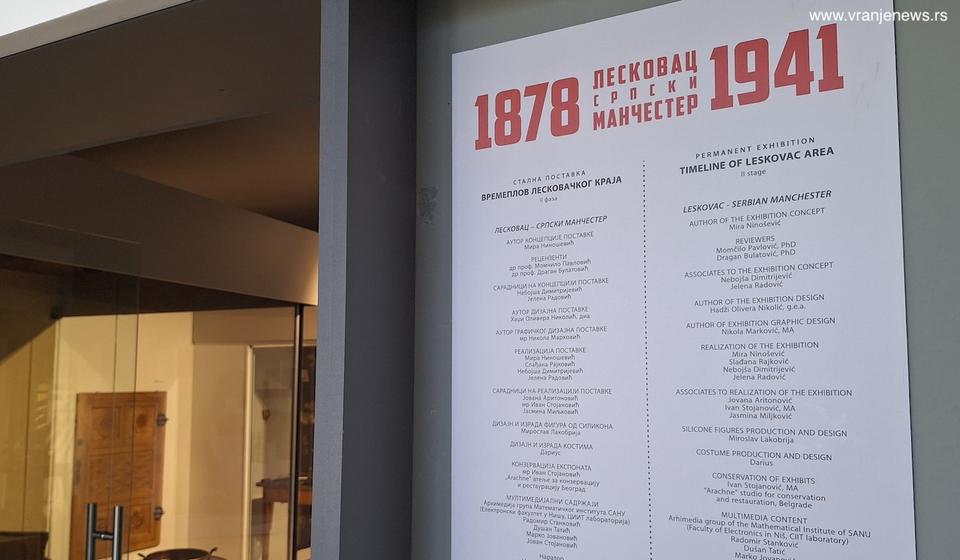 www.vranjenews.rs
1878
ЛЕСКОВАЦ
СРПСКИ
МАНЧЕСТЕР
1941
СТАЛНА ПОСТАВКА
ВРЕМЕПЛОВ ЛЕСКОВАЧКОГ КРАЈА
II фаза
ЛЕСКОВАЦ – СРПСКИ МАНЧЕСТЕР
АУТОР КОНЦЕПЦИЈЕ ПОСТАВКЕ
Мира Ниношевић
РЕЦЕНЗЕНТИ
др проф. Момчило Павловић
др проф. Драган Булатовић
САРАДНИЦИ НА КОНЦЕПЦИЈИ ПОСТАВКЕ
Небојша Димитријевић
Јелена Радовић
АУТОР ДИЗАЈНА ПОСТАВКЕ
Хаџи Оливера Николић, диа
АУТОР ГРАФИЧКОГ ДИЗАЈНА ПОСТАВКЕ
мр Никола Марковић
РЕАЛИЗАЦИЈА ПОСТАВКЕ
Мира Ниношевић
Слађана Рајковић
Небојша Димитријевић
Јелена Радовић
САРАДНИЦИ НА РЕАЛИЗАЦИЈИ ПОСТАВКЕ
Јована Аритоновић
мр Иван Стојановић
Јасмина Миљковић
ДИЗАЈН И ИЗРАДА ФИГУРА ОД СИЛИКОНА
Мирослав Лакобрија
ДИЗАЈН И ИЗРАДА КОСТИМА
Дариус
КОНЗЕРВАЦИЈА ЕКСПОНАТА
мр Иван Стојановић
„Arachne" атеље за конзервацију
и рестаурацију Београд
МУЛТИМЕДИЈАЛНИ САДРЖАЈИ
Архимедија група Математичког института САНУ
(Електронски факултет у Нишу, ЦИИТ лабораторија)
Радомир Станковић
Душан Татић
Марко Јовановић
Јован Стојановић
PERMANENT EXHIBITION
TIMELINE OF LESKOVAC AREA
II stage
LESKOVAC - SERBIAN MANCHESTER
AUTHOR OF THE EXHIBITION CONCEPT
Mira Ninošević
REVIEWERS
Momčilo Pavlović, PhD
Dragan Bulatović, PhD
ASSOCIATES TO THE EXHIBITION CONCEPT
Nebojša Dimitrijević
Jelena Radović
AUTHOR OF THE EXHIBITION DESIGN
Hadži Olivera Nikolić, g.e.a.
AUTHOR OF EXHIBITION GRAPHIC DESIGN
Nikola Marković, MA
REALIZATION OF THE EXHIBITION
Mira Ninošević
Slađana Rajković
Nebojša Dimitrijević
Jelena Radović
ASSOCIATES TO REALIZATION OF THE EXHIBITION
Jovana Aritonović
Ivan Stojanović, MA
Jasmina Miljković
SILICONE FIGURES PRODUCTION AND DESIGN
Miroslav Lakobrija
COSTUME PRODUCTION AND DESIGN
Darius
CONSERVATION OF EXHIBITS
Ivan Stojanović, MA
"Arachne" studio for conservation
and restauration, Belgrade
MULTIMEDIA CONTENT
Arhimedia group of the Mathematical Institute of SANU
(Faculty of Electronics in Niš, CIIT laboratory)
Radomir Stanković
Dušan Tatić
Marko Jovanović